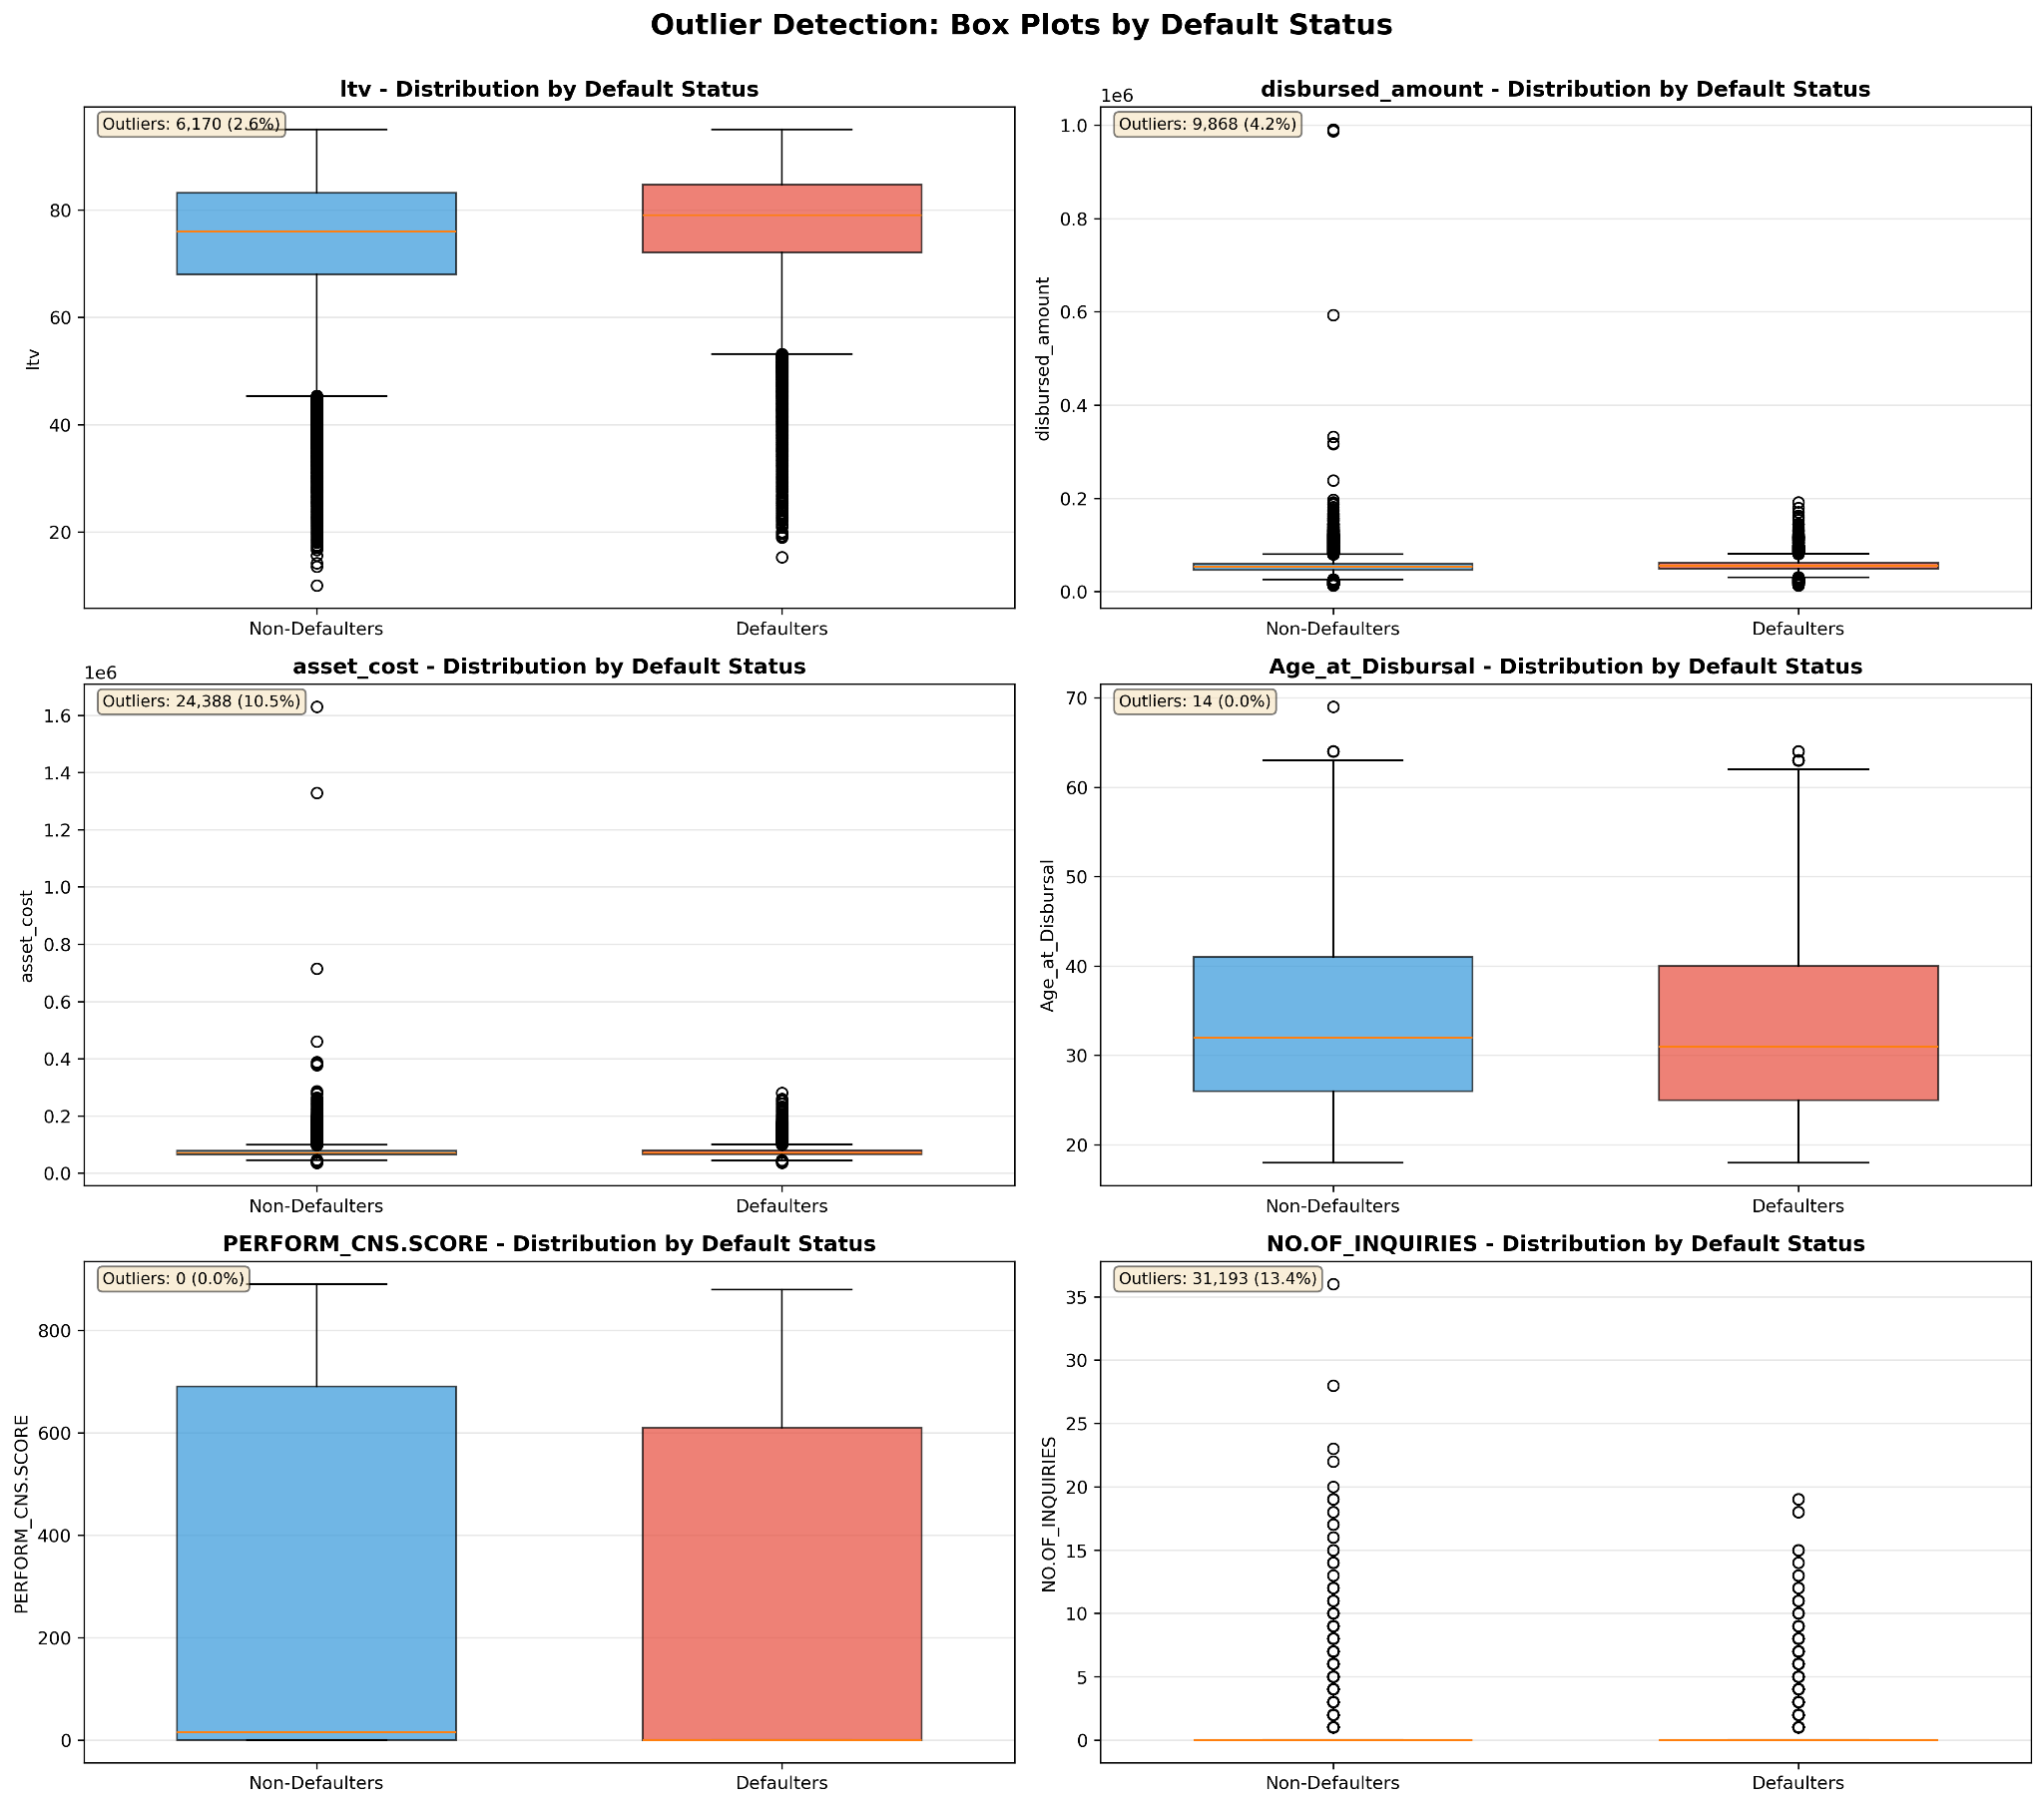 Outlier Detection: Box Plots by Default Status
ltv - Distribution by Default Status
Outliers: 6,170 (2.6%)
80
60
40
20
ltv
Non-Defaulters
Defaulters
disbursed_amount - Distribution by Default Status
1e6
Outliers: 9,868 (4.2%)
1.0
0.8
0.6
0.4
0.2
0.0
disbursed_amount
Non-Defaulters
Defaulters
asset_cost - Distribution by Default Status
1e6
Outliers: 24,388 (10.5%)
1.6
1.4
1.2
1.0
0.8
0.6
0.4
0.2
0.0
asset_cost
Non-Defaulters
Defaulters
Age_at_Disbursal - Distribution by Default Status
Outliers: 14 (0.0%)
70
60
50
40
30
20
Age_at_Disbursal
Non-Defaulters
Defaulters
PERFORM_CNS.SCORE - Distribution by Default Status
Outliers: 0 (0.0%)
800
600
400
200
0
PERFORM_CNS.SCORE
Non-Defaulters
Defaulters
NO.OF_INQUIRIES - Distribution by Default Status
Outliers: 31,193 (13.4%)
35
30
25
20
15
10
5
0
NO.OF_INQUIRIES
Non-Defaulters
Defaulters